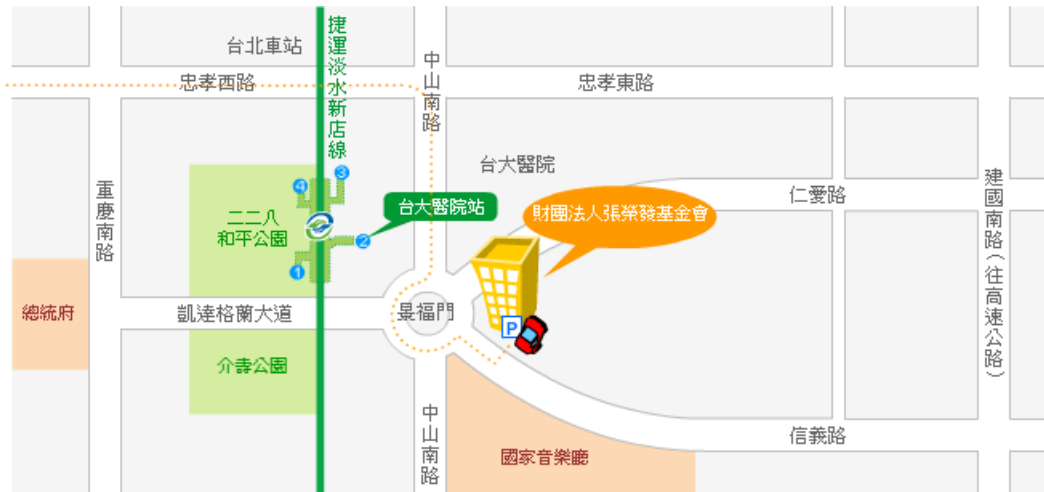 台北車站
捷運淡水新店線
中山南路
忠孝西路
忠孝東路
台大醫院
重慶南路
4
3
二二八
和平公園
台大醫院站
2
1
財團法人張榮發基金會
仁愛路
建國南路(往高速公路)
總統府
凱達格蘭大道
景福門
P
介壽公園
中山南路
國家音樂廳
信義路